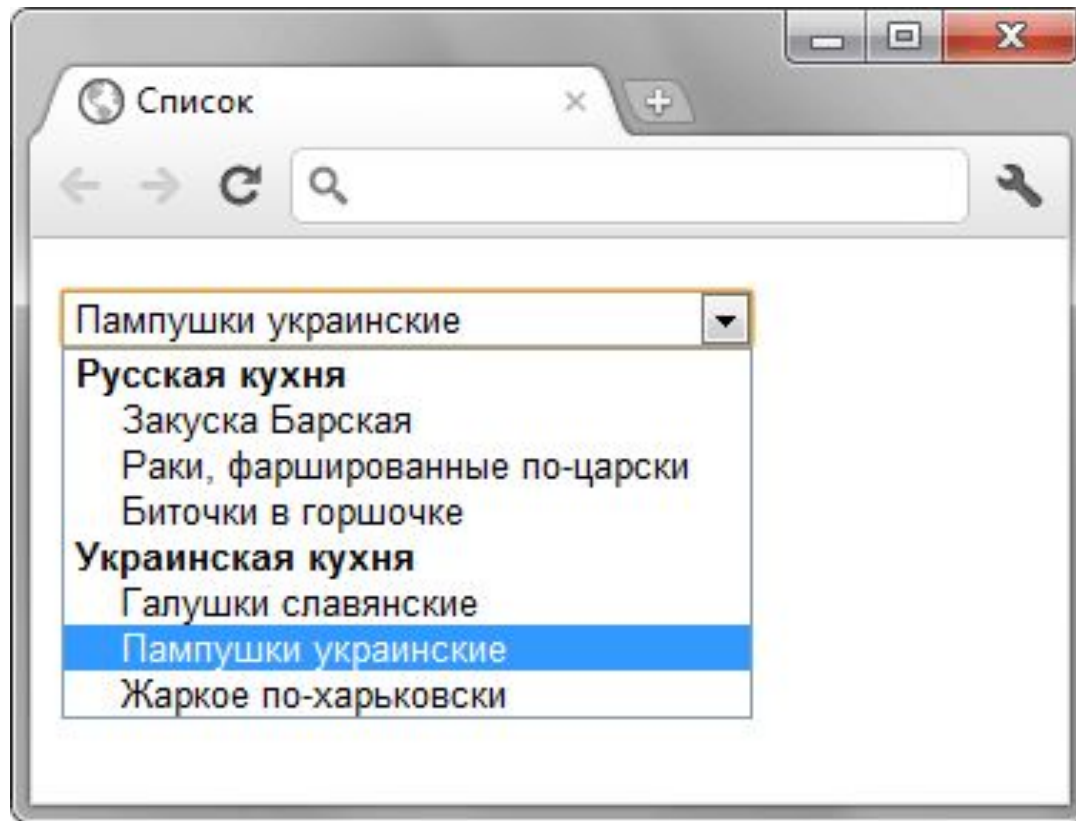 Список
Пампушки украинские
Русская кухня
Закуска Барская
Раки, фаршированные по-царски
Биточки в горшочке
Украинская кухня
Галушки славянские
Пампушки украинские
Жаркое по-харьковски